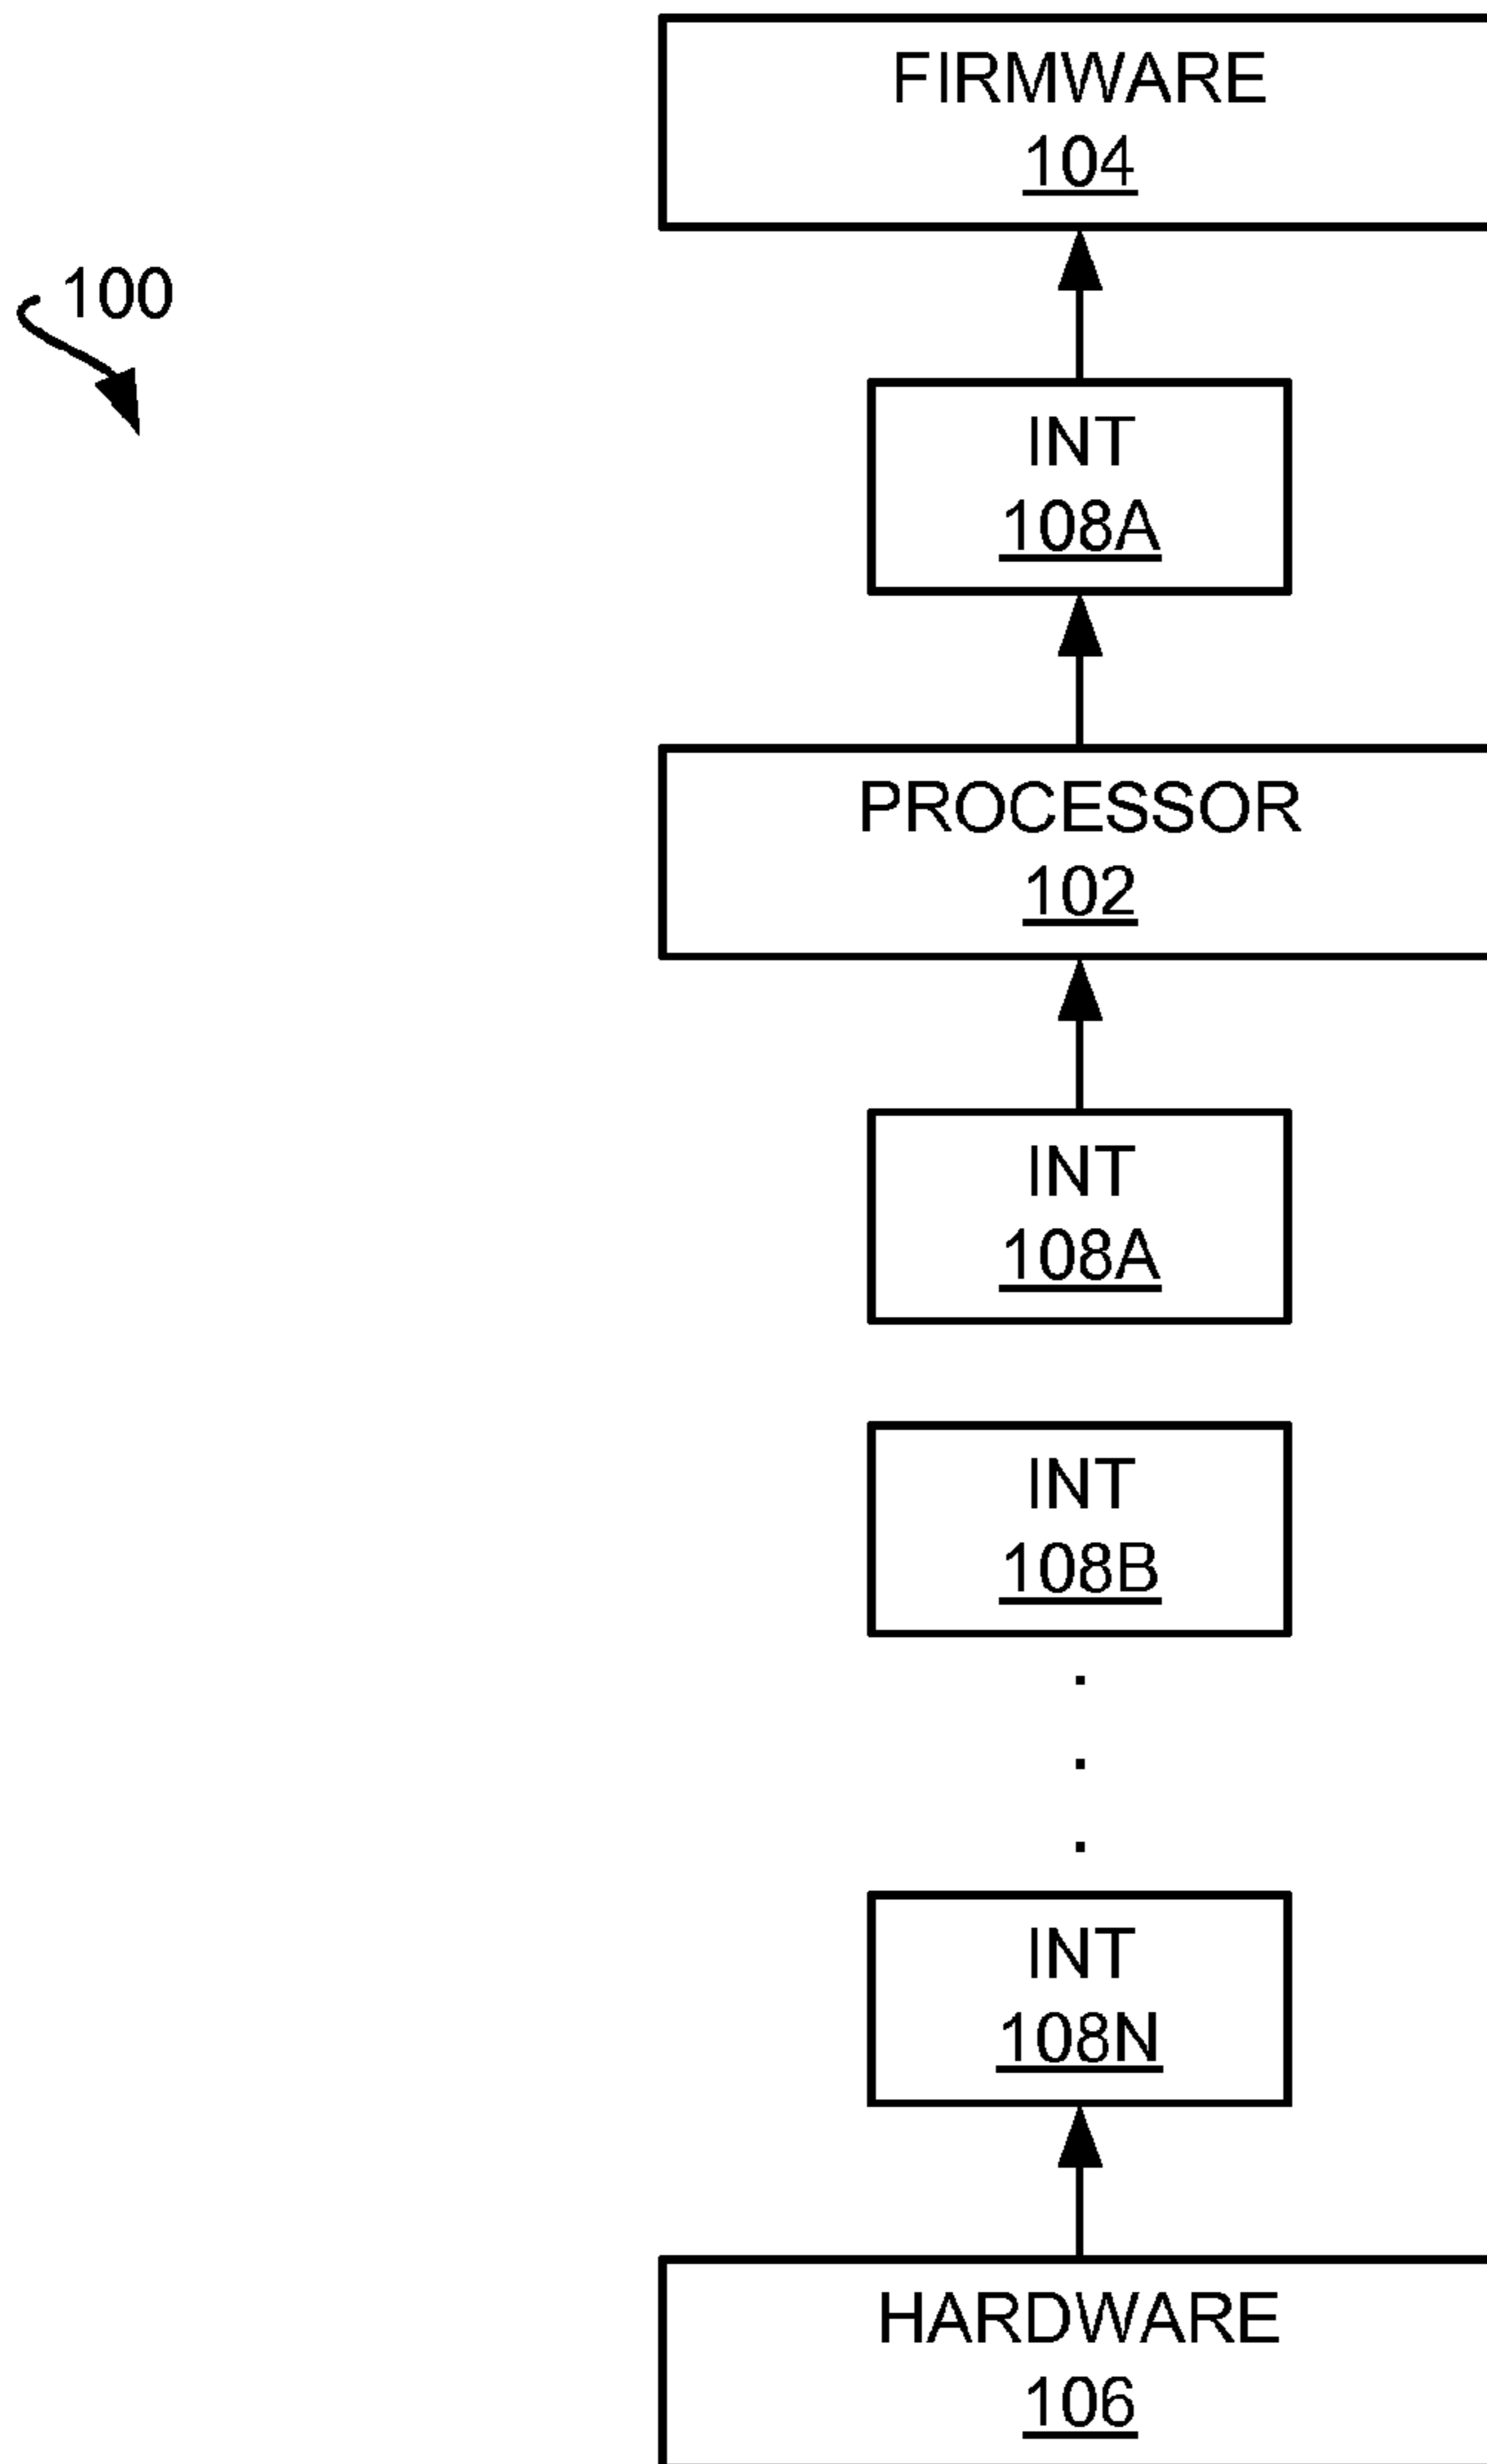 FIRMWARE
104
100
INT
108A
PROCESSOR
102
INT
108A
INT
108B
INT
108N
HARDWARE
106